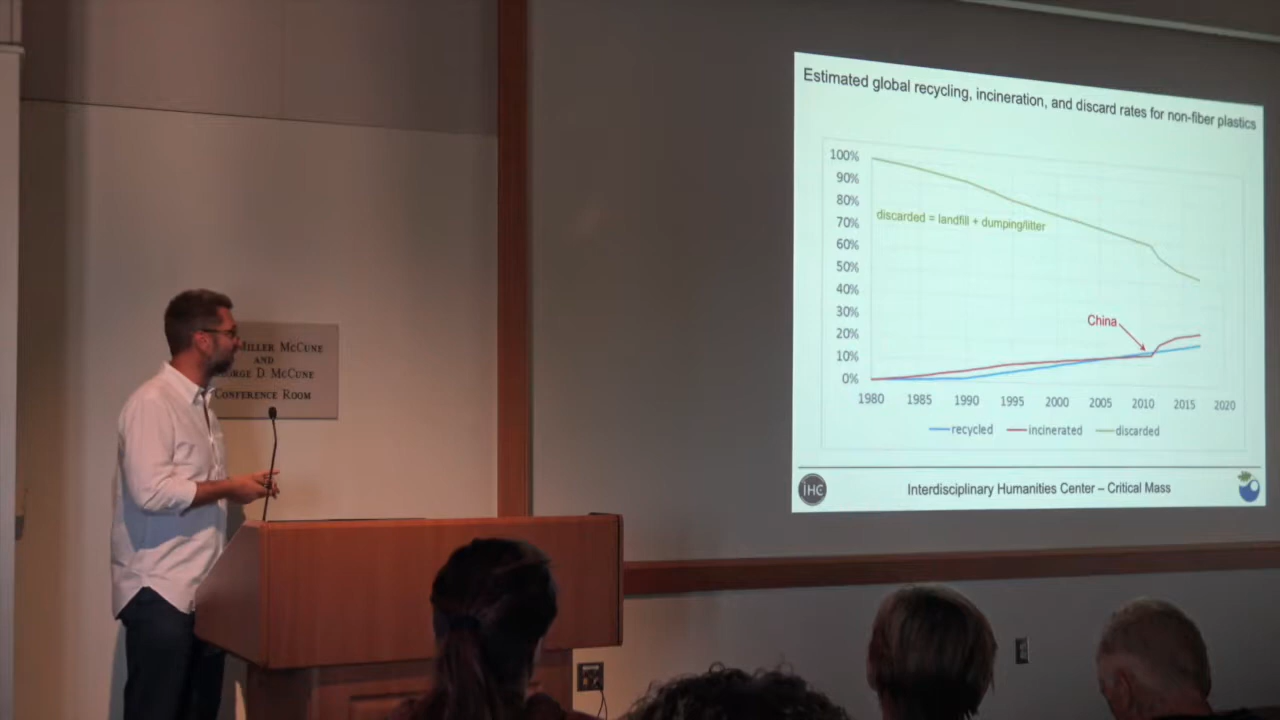 MILLER MCCUNE
AND
GEORGE D. MCCUNE
CONFERENCE ROOM
Estimated global recycling, incineration, and discard rates for non-fiber plastics
100%
90%
80%
70%
60%
50%
40%
30%
20%
10%
0%
discarded = landfill + dumping/litter
China
1980 1985 1990 1995 2000 2005 2010 2015 2020
recycled incinerated discarded
IHC
Interdisciplinary Humanities Center – Critical Mass